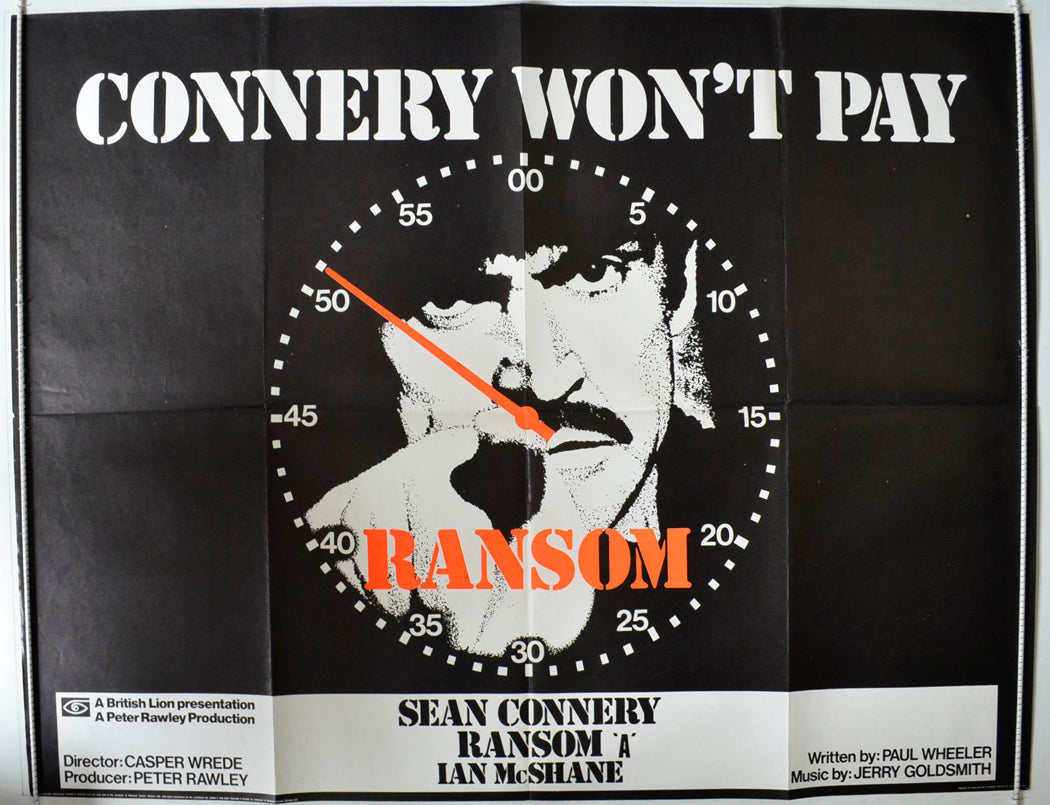 CONNERY WON'T PAY
00
55
5
50
10
45
15
40
RANSOM
20
35
25
30
A British Lion presentation
A Peter Rawley Production
Director: CASPER WREDE
Producer: PETER RAWLEY
SEAN CONNERY
RANSOM 'A'
IAN McSHANE
Written by: PAUL WHEELER
Music by: JERRY GOLDSMITH